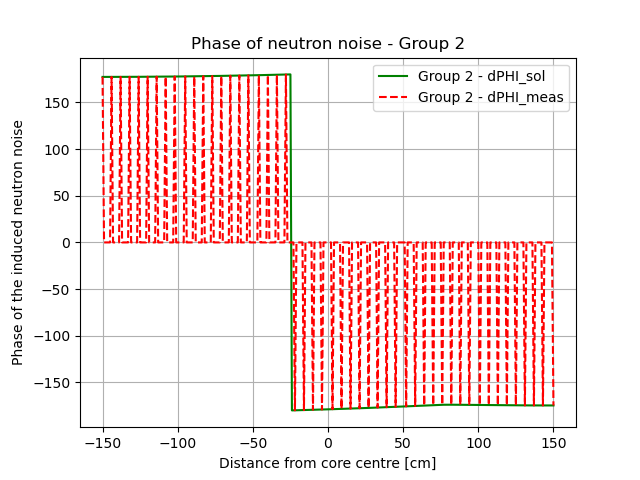 Phase of neutron noise - Group 2
Group 2 - dPHI_sol
Group 2 - dPHI_meas
Phase of the induced neutron noise
150
100
50
0
−50
−100
−150
−150
−100
−50
0
50
100
150
Distance from core centre [cm]